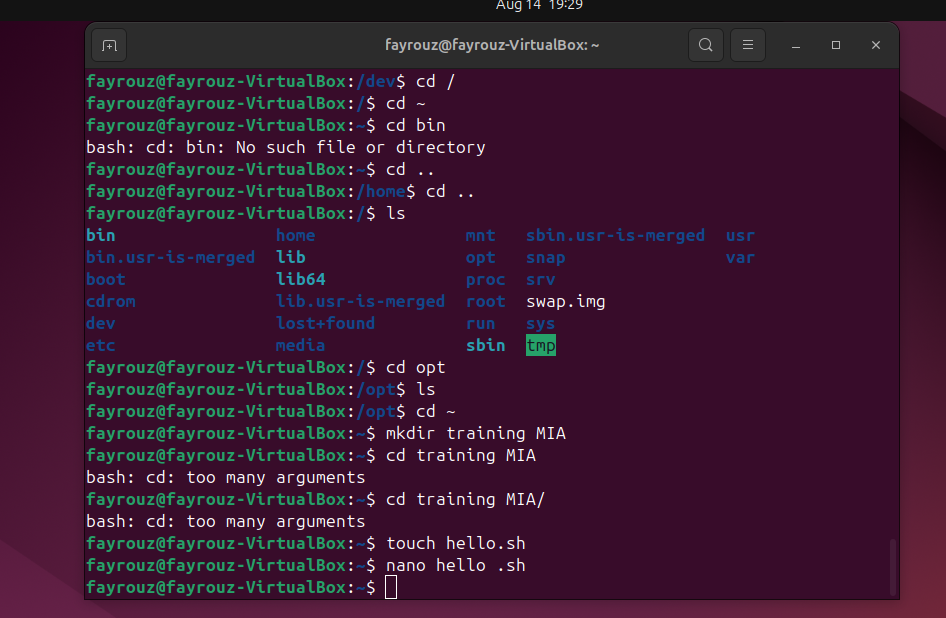 Aug 14 19:29
fayrouz@fayrouz-VirtualBox: ~
fayrouz@fayrouz-VirtualBox:/dev$ cd /
fayrouz@fayrouz-VirtualBox:/$ cd ~
fayrouz@fayrouz-VirtualBox:~$ cd bin
bash: cd: bin: No such file or directory
fayrouz@fayrouz-VirtualBox:~$ cd ..
fayrouz@fayrouz-VirtualBox:/home$ cd ..
fayrouz@fayrouz-VirtualBox:/$ ls
bin home mnt sbin.usr-is-merged usr
bin.usr-is-merged lib opt snap var
boot lib64 proc srv
cdrom lib.usr-is-merged root swap.img
dev lost+found run sys
etc media sbin tmp
fayrouz@fayrouz-VirtualBox:/$ cd opt
fayrouz@fayrouz-VirtualBox:/opt$ ls
fayrouz@fayrouz-VirtualBox:/opt$ cd ~
fayrouz@fayrouz-VirtualBox:~$ mkdir training MIA
fayrouz@fayrouz-VirtualBox:~$ cd training MIA
bash: cd: too many arguments
fayrouz@fayrouz-VirtualBox:~$ cd training MIA/
bash: cd: too many arguments
fayrouz@fayrouz-VirtualBox:~$ touch hello.sh
fayrouz@fayrouz-VirtualBox:~$ nano hello .sh
fayrouz@fayrouz-VirtualBox:~$